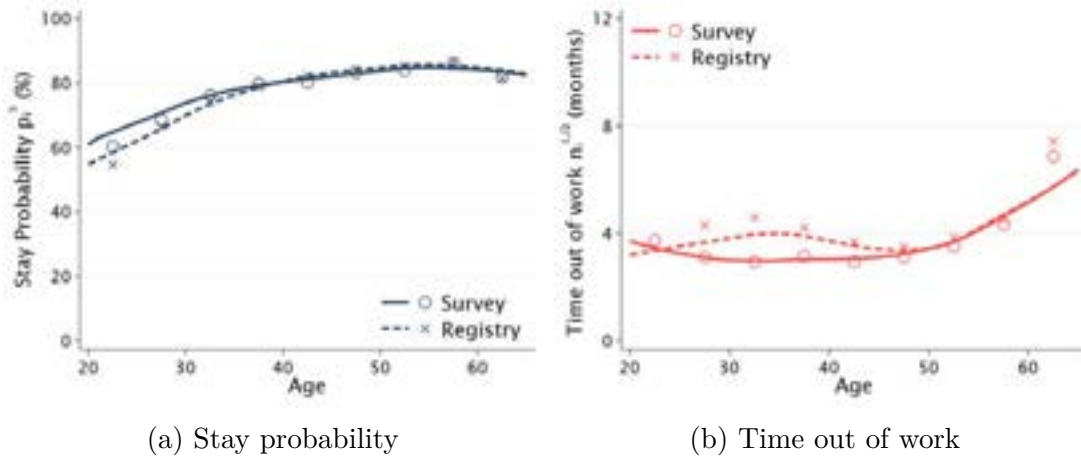 100
80
60
40
20
0
Stay Probability p
(%)
20 30 40 50 60
Age
Survey
Registry
(a) Stay probability
12
8
4
0
Time out of work n
(months)
20 30 40 50 60
Age
Survey
Registry
(b) Time out of work